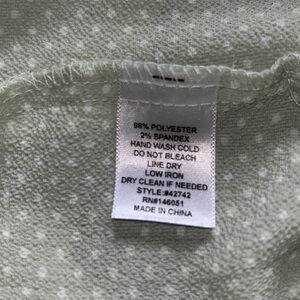 98% POLYESTER
2% SPANDEX
HAND WASH COLD
DO NOT BLEACH
LINE DRY
LOW IRON
DRY CLEAN IF NEEDED
STYLE:#42742
RN#146051
MADE IN CHINA